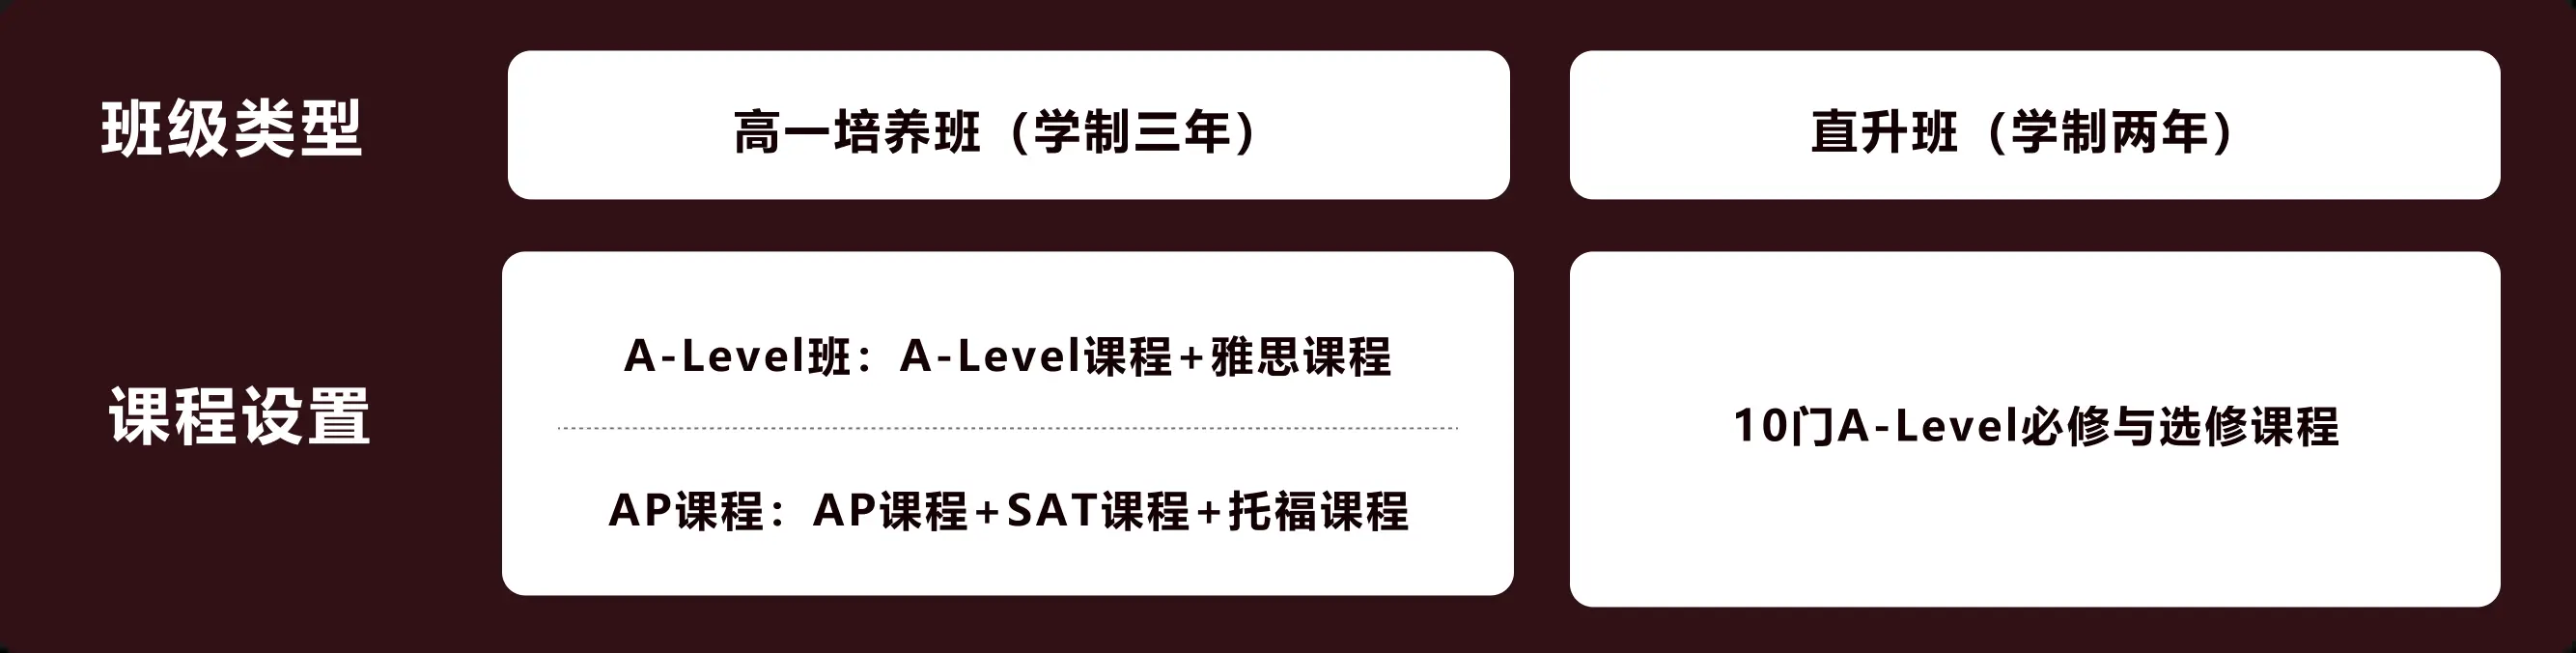 班级类型
高一培养班（学制三年）
直升班（学制两年）
课程设置
A-Level班：A-Level课程+雅思课程
AP课程：AP课程+SAT课程+托福课程
10门A-Level必修与选修课程